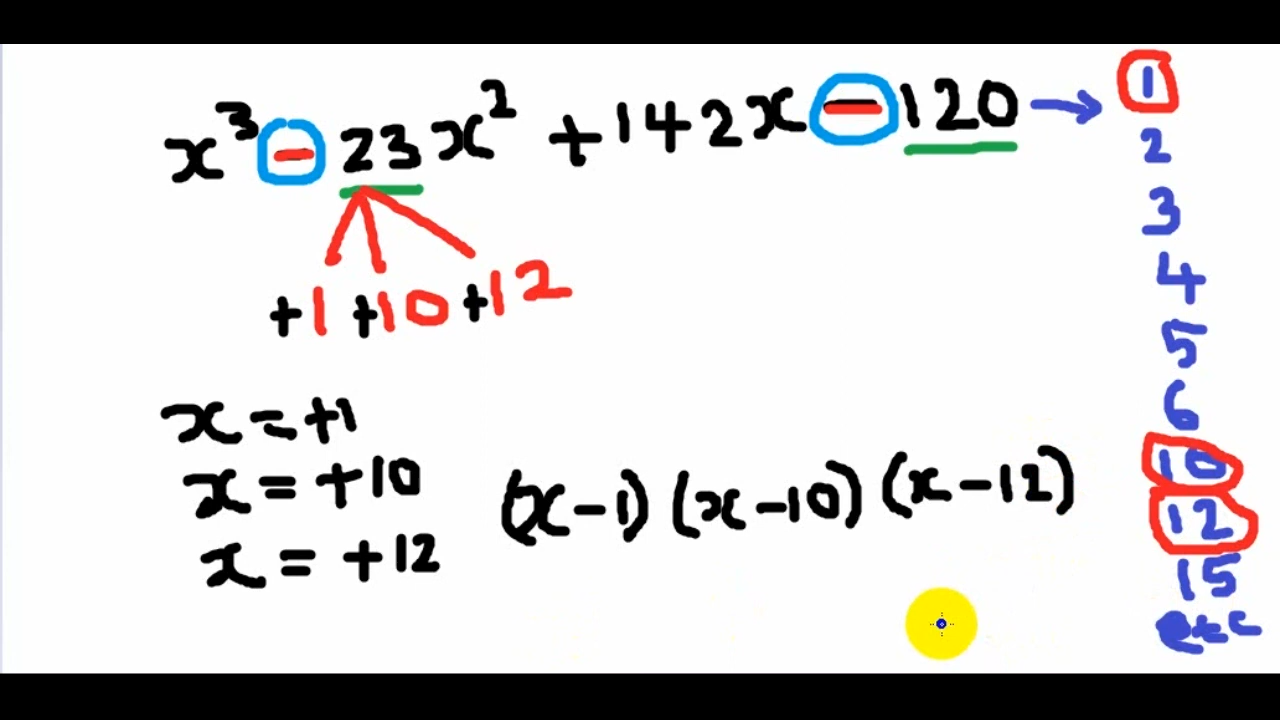 x³ - 23x² + 142x - 120 → 1
2
3
4
5
6
10
12
15
etc
+1 +10 +12
x = +1
x = +10
x = +12
(x-1) (x-10) (x-12)